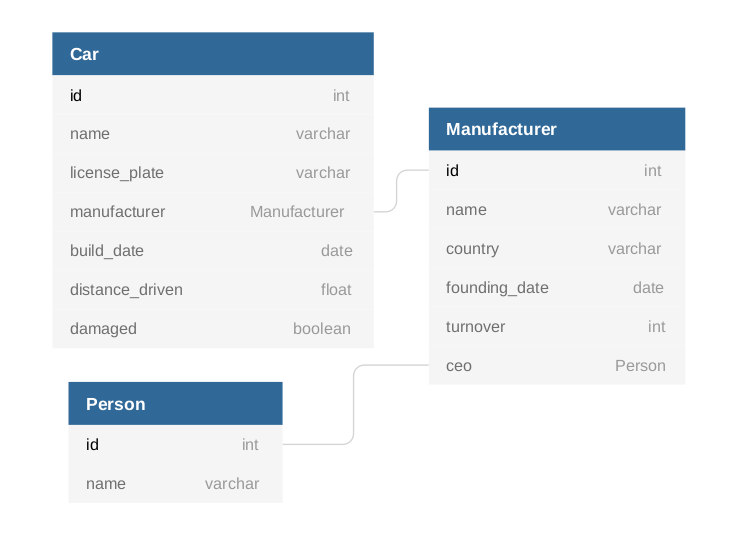 Car
id int
name varchar
license_plate varchar
manufacturer Manufacturer
build_date date
distance_driven float
damaged boolean
Manufacturer
id int
name varchar
country varchar
founding_date date
turnover int
ceo Person
Person
id int
name varchar